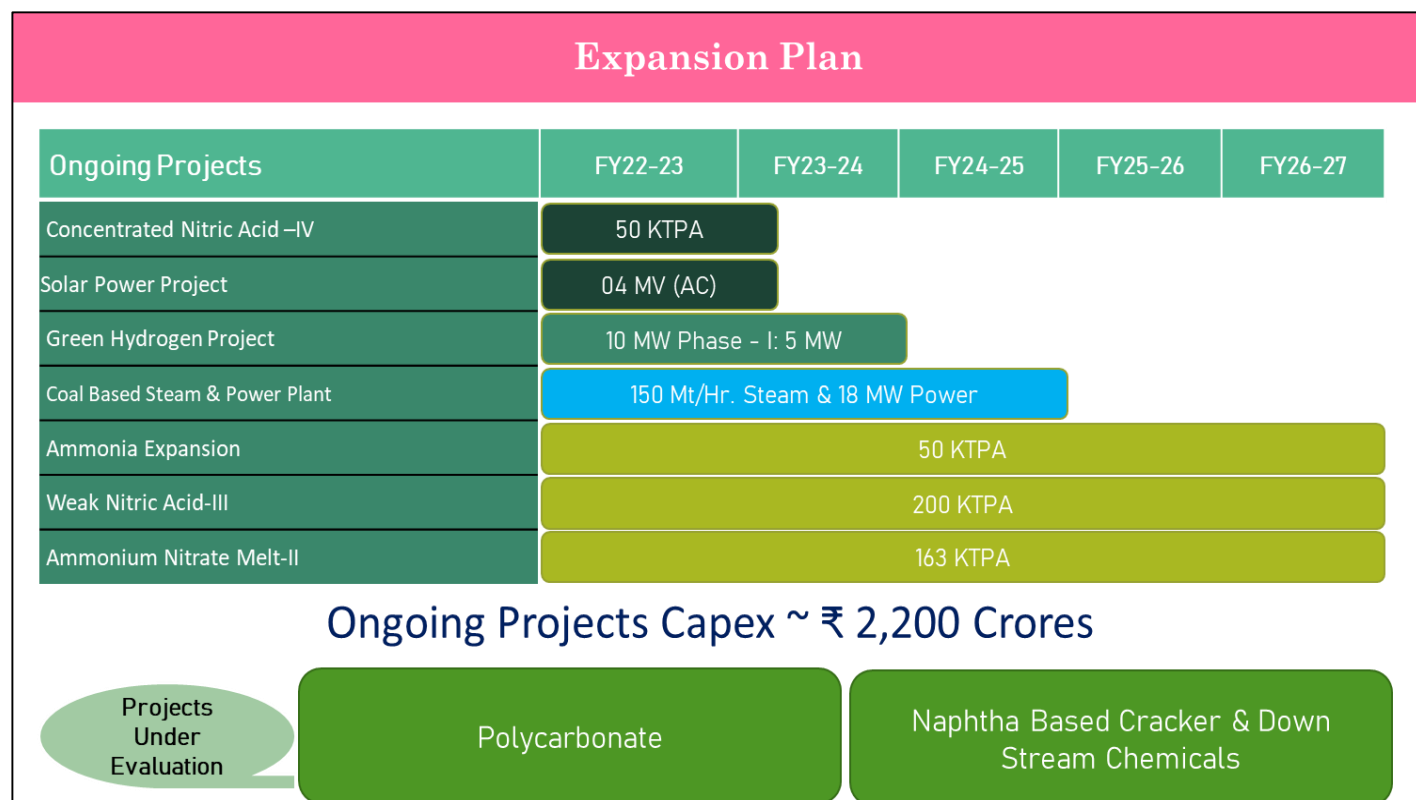 Expansion Plan
Ongoing Projects FY22-23 FY23-24 FY24-25 FY25-26 FY26-27
Concentrated Nitric Acid –IV 50 KTPA
Solar Power Project 04 MV (AC)
Green Hydrogen Project 10 MW Phase - I: 5 MW
Coal Based Steam & Power Plant 150 Mt/Hr. Steam & 18 MW Power
Ammonia Expansion 50 KTPA
Weak Nitric Acid-III 200 KTPA
Ammonium Nitrate Melt-II 163 KTPA
Ongoing Projects Capex ~ ₹ 2,200 Crores
Projects
Under
Evaluation
Polycarbonate
Naphtha Based Cracker & Down
Stream Chemicals